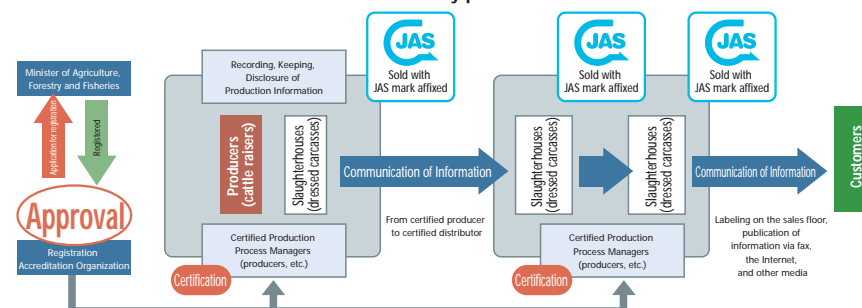 Minister of Agriculture,
Forestry and Fisheries
Application for registration
Registered
Approval
Registration
Accreditation Organization
Recording, Keeping,
Disclosure of
Production Information
Producers
(cattle raisers)
Slaughterhouses
(dressed carcasses)
Certified Production
Process Managers
(producers, etc.)
Certification
JAS
Sold with
JAS mark affixed
Communication of Information
From certified producer
to certified distributor
JAS
Sold with
JAS mark affixed
Slaughterhouses
(dressed carcasses)
Slaughterhouses
(dressed carcasses)
Certified Production
Process Managers
(producers, etc.)
Certification
JAS
Sold with
JAS mark affixed
Communication of Information
Labeling on the sales floor,
publication of
information via fax,
the Internet,
and other media
Customers